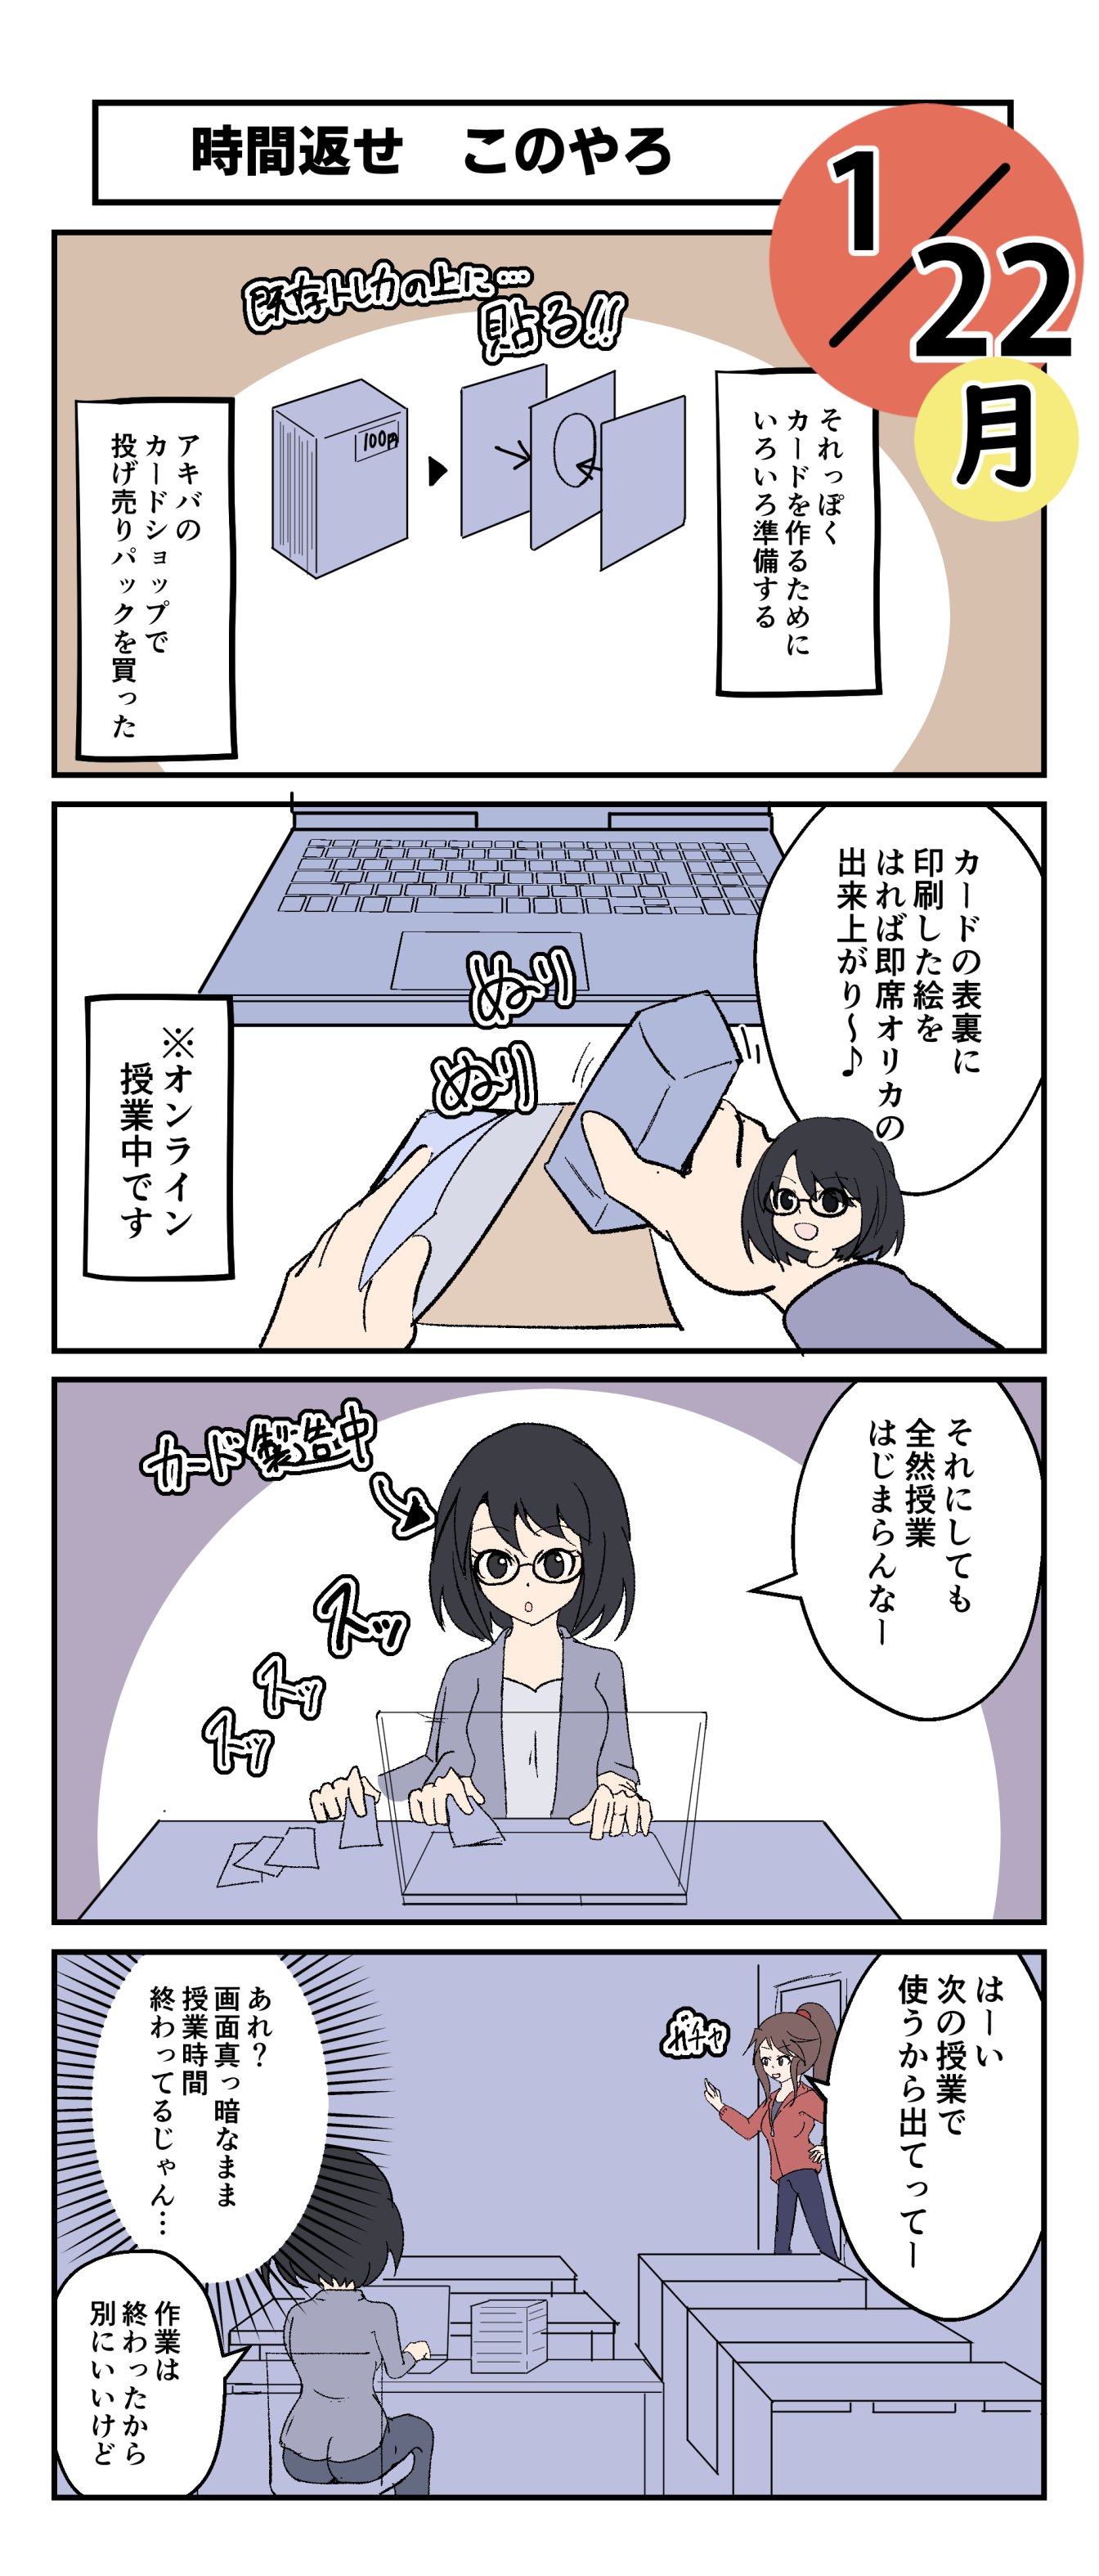 時間返せ　このやろ
1/22
月
既存トレカの上に…
貼る!!
それっぽく
カードを作るために
いろいろ準備する
100円
アキバの
カードショップで
投げ売りパックを買った
カードの表裏に
印刷した絵を
はれば即席オリカの
出来上がり～♪
ぬり
ぬり
※オンライン
授業中です
それにしても
全然授業
はじまらんなー
カード製造中
スッ
スッ
スッ
はーい
次の授業で
使うから出てってー
ガチャ
あれ？
画面真っ暗なまま
授業時間
終わってるじゃん…
作業は
終わったから
別にいいけど